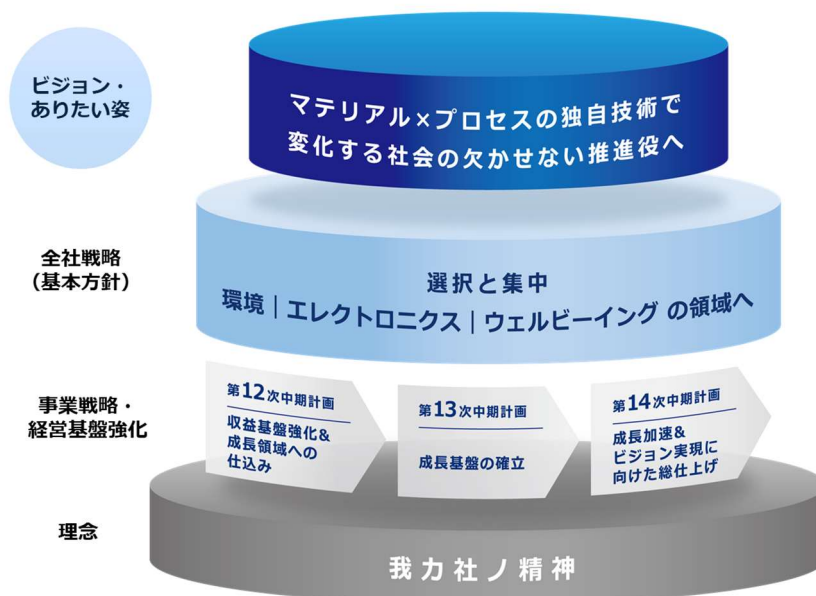 ビジョン・
ありたい姿
マテリアル×プロセスの独自技術で
変化する社会の欠かせない推進役へ
全社戦略
(基本方針)
選択と集中
環境｜エレクトロニクス｜ウェルビーイング の領域へ
事業戦略・
経営基盤強化
第12次中期計画
収益基盤強化&
成長領域への
仕込み
第13次中期計画
成長基盤の確立
第14次中期計画
成長加速&
ビジョン実現に
向けた総仕上げ
理念
我力社ノ精神